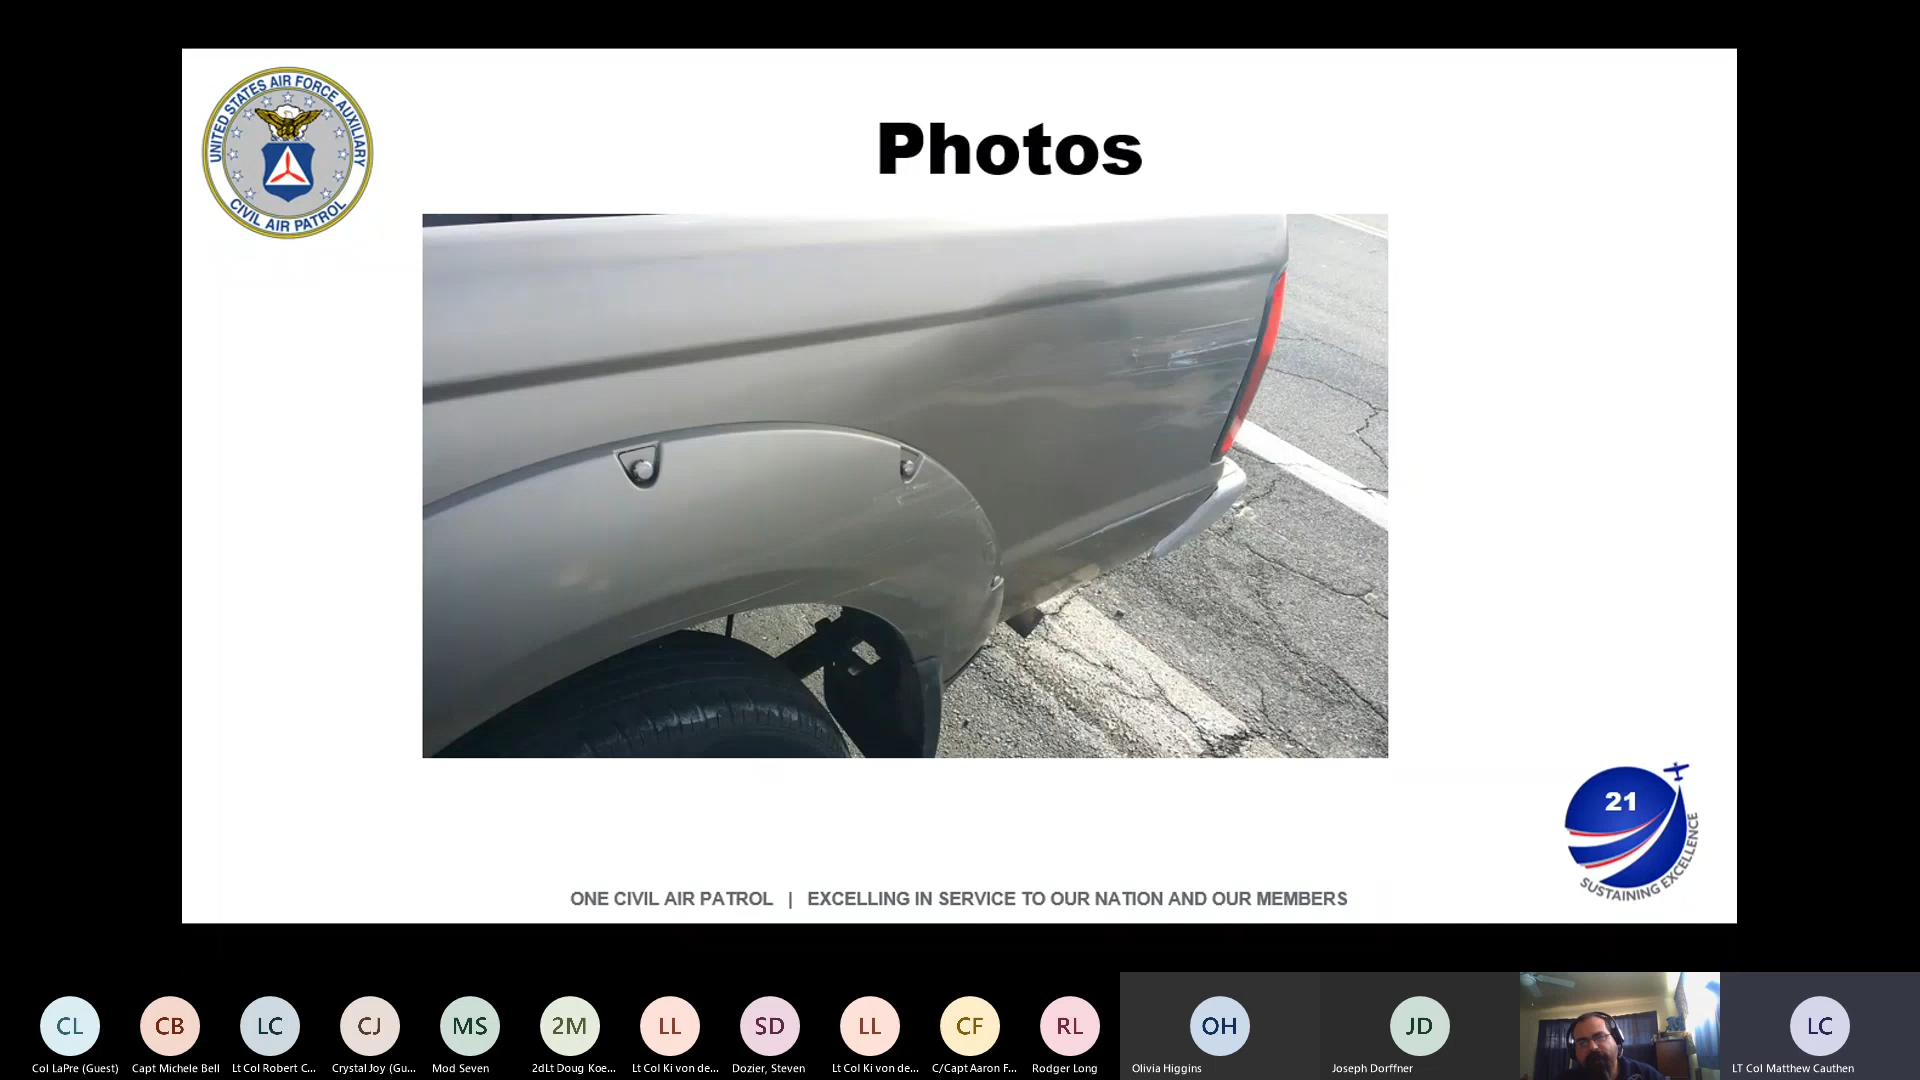 UNITED STATES AIR FORCE AUXILIARY
CIVIL AIR PATROL
Photos
21
SUSTAINING EXCELLENCE
ONE CIVIL AIR PATROL | EXCELLING IN SERVICE TO OUR NATION AND OUR MEMBERS
CL CB LC CJ MS 2M LL SD LL CF RL OH JD LC
Col LaPre (Guest) Capt Michele Bell Lt Col Robert C... Crystal Joy (Gu... Mod Seven 2dLt Doug Koe... Lt Col Ki von de... Dozier, Steven Lt Col Ki von de... C/Capt Aaron F... Rodger Long Olivia Higgins Joseph Dorffner LT Col Matthew Cauthen